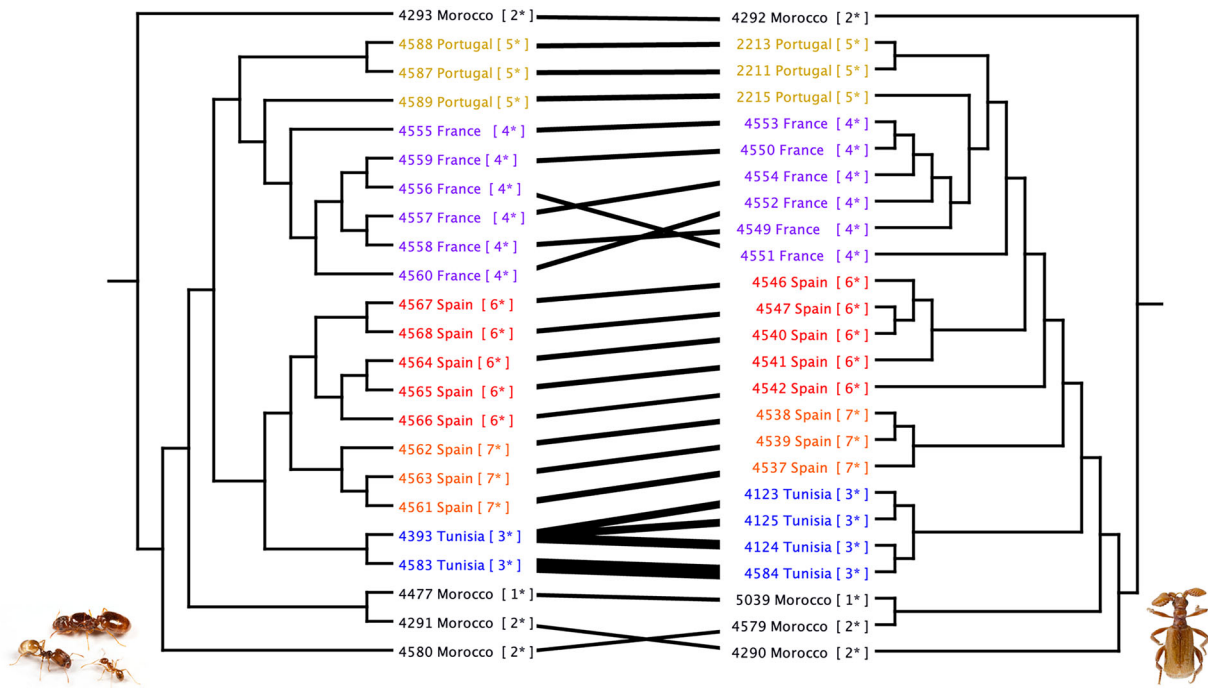 4293 Morocco [ 2* ]
4588 Portugal [ 5* ]
4587 Portugal [ 5* ]
4589 Portugal [ 5* ]
4555 France [ 4* ]
4559 France [ 4* ]
4556 France [ 4* ]
4557 France [ 4* ]
4558 France [ 4* ]
4560 France [ 4* ]
4567 Spain [ 6* ]
4568 Spain [ 6* ]
4564 Spain [ 6* ]
4565 Spain [ 6* ]
4566 Spain [ 6* ]
4562 Spain [ 7* ]
4563 Spain [ 7* ]
4561 Spain [ 7* ]
4393 Tunisia [ 3* ]
4583 Tunisia [ 3* ]
4477 Morocco [ 1* ]
4291 Morocco [ 2* ]
4580 Morocco [ 2* ]
4292 Morocco [ 2* ]
2213 Portugal [ 5* ]
2211 Portugal [ 5* ]
2215 Portugal [ 5* ]
4553 France [ 4* ]
4550 France [ 4* ]
4554 France [ 4* ]
4552 France [ 4* ]
4549 France [ 4* ]
4551 France [ 4* ]
4546 Spain [ 6* ]
4547 Spain [ 6* ]
4540 Spain [ 6* ]
4541 Spain [ 6* ]
4542 Spain [ 6* ]
4538 Spain [ 7* ]
4539 Spain [ 7* ]
4537 Spain [ 7* ]
4123 Tunisia [ 3* ]
4125 Tunisia [ 3* ]
4124 Tunisia [ 3* ]
4584 Tunisia [ 3* ]
5039 Morocco [ 1* ]
4579 Morocco [ 2* ]
4290 Morocco [ 2* ]